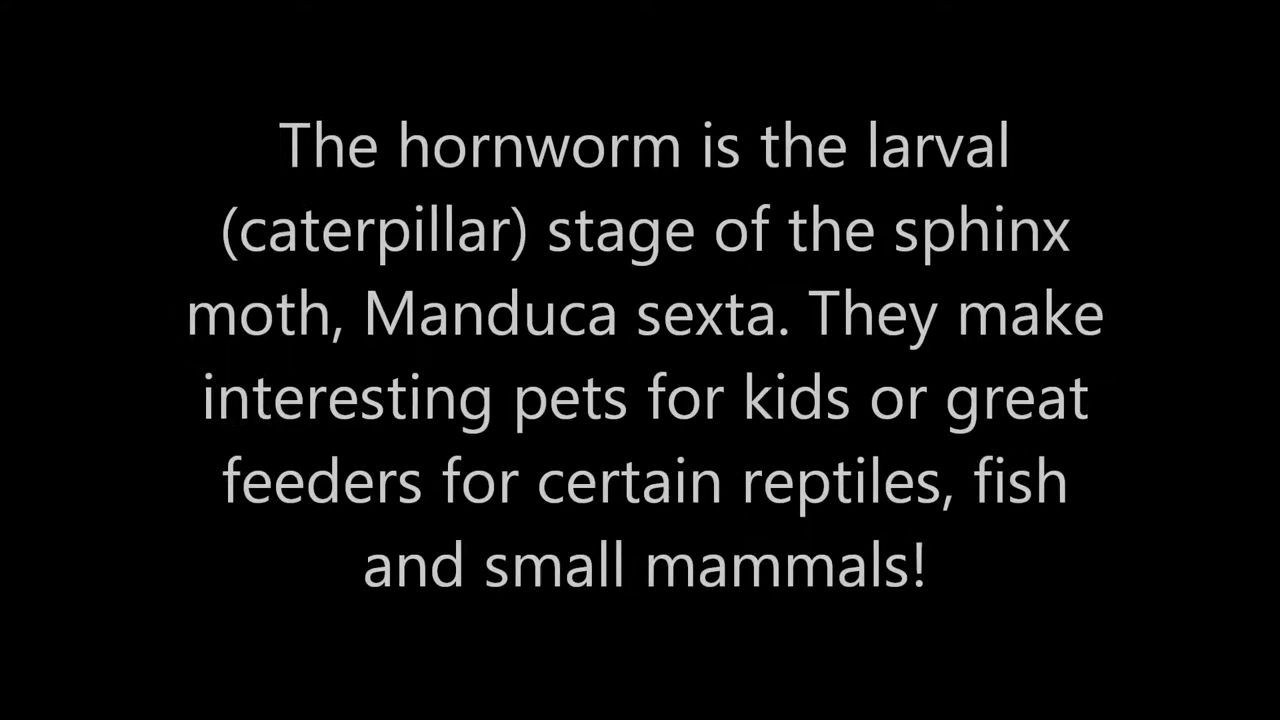 The hornworm is the larval
(caterpillar) stage of the sphinx
moth, Manduca sexta. They make
interesting pets for kids or great
feeders for certain reptiles, fish
and small mammals!